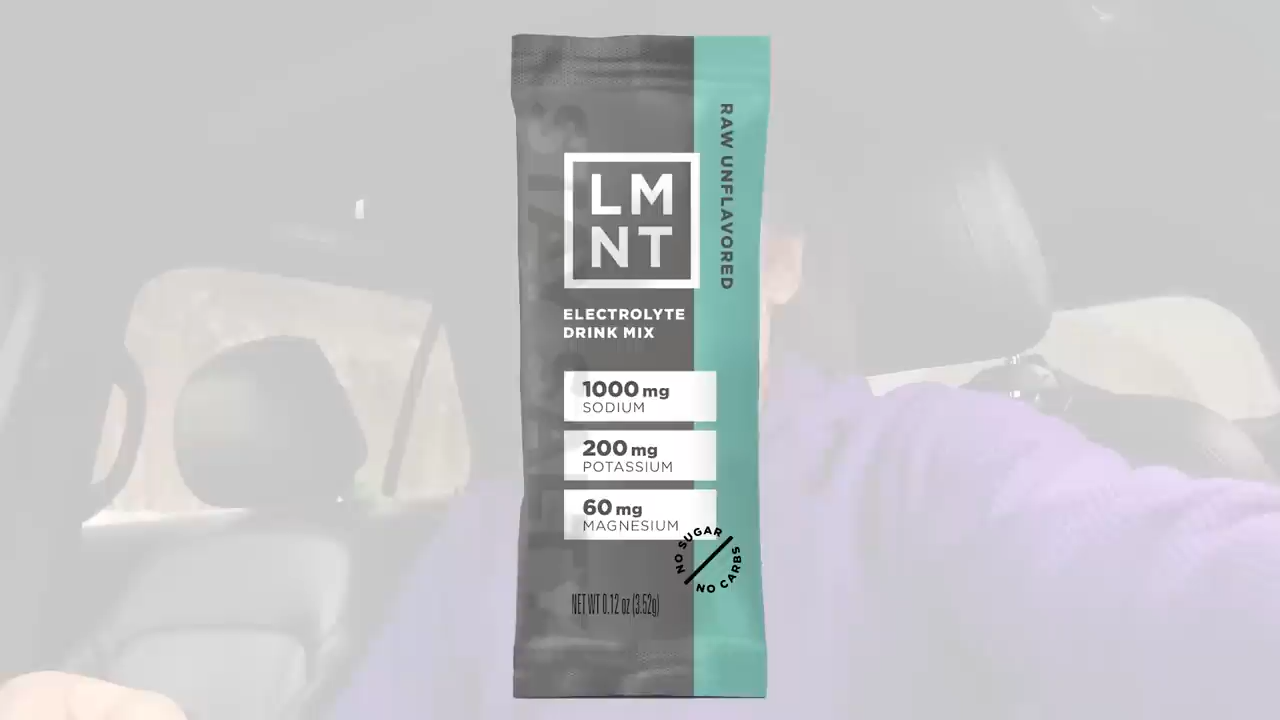 LM
NT
RAW UNFLAVORED
ELECTROLYTE
DRINK MIX
1000 mg
SODIUM
200 mg
POTASSIUM
60 mg
MAGNESIUM
NO SUGAR
NO CARBS
NET WT 0.12 oz (3.52g)